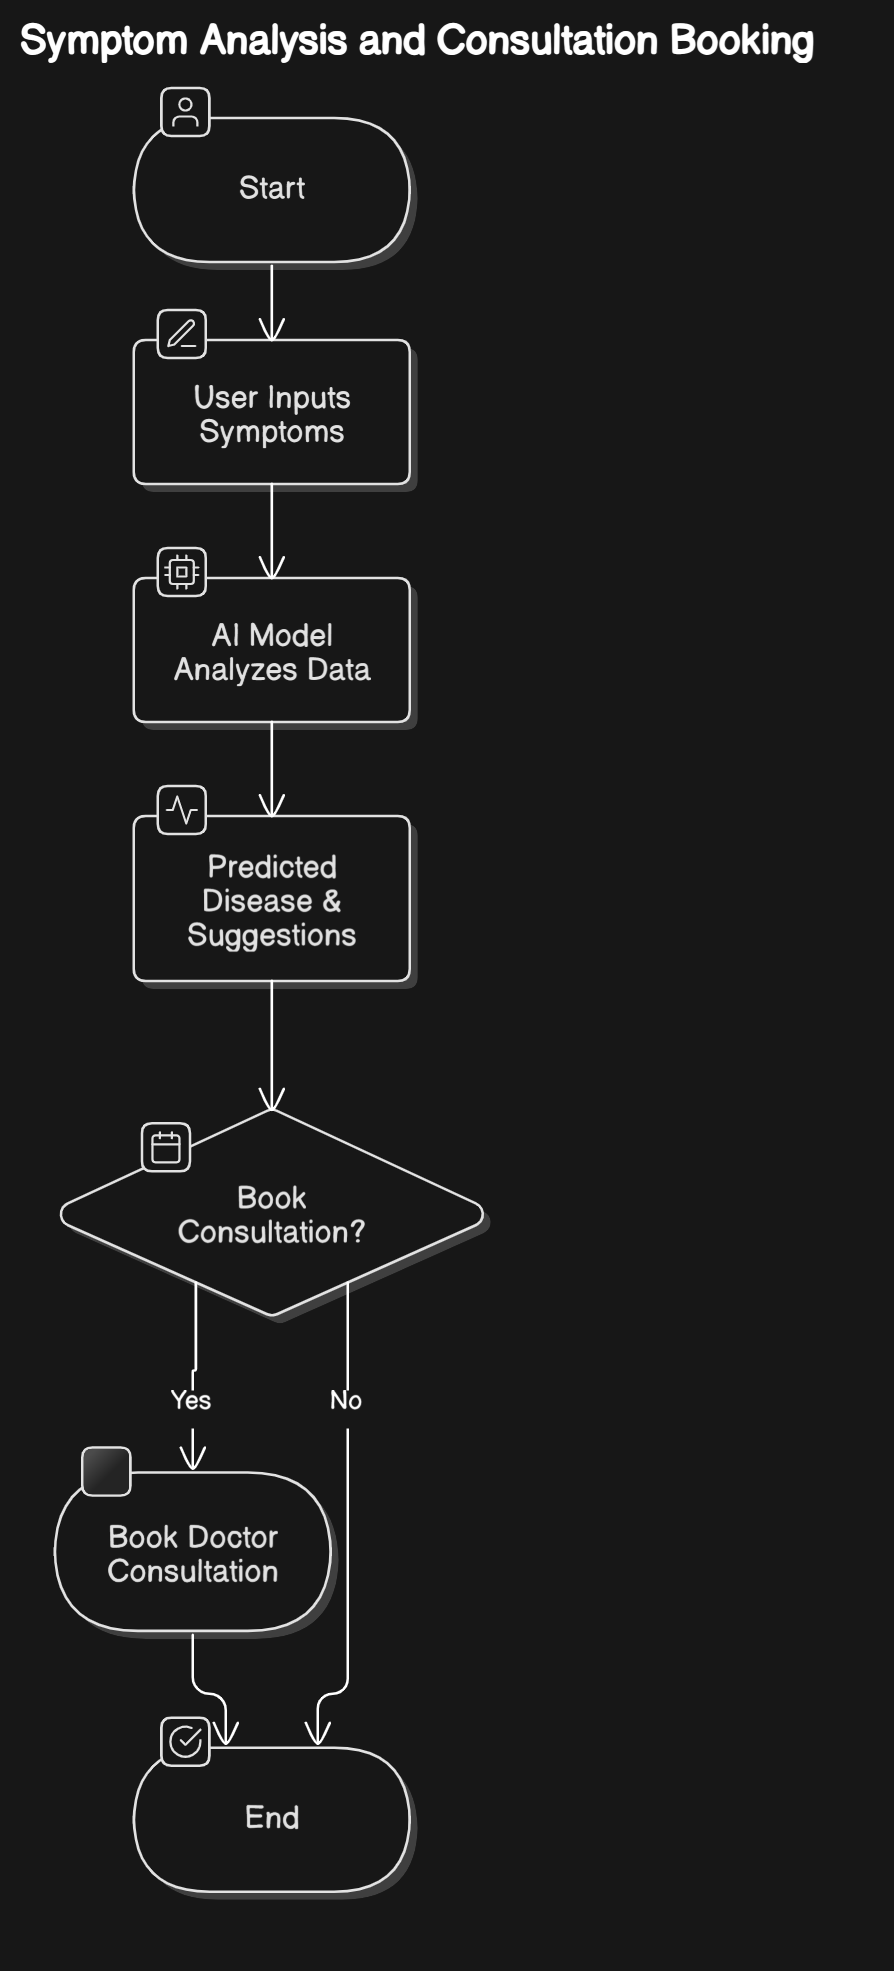 Symptom Analysis and Consultation Booking
Start
User Inputs
Symptoms
AI Model
Analyzes Data
Predicted
Disease &
Suggestions
Book
Consultation?
Yes
No
Book Doctor
Consultation
End